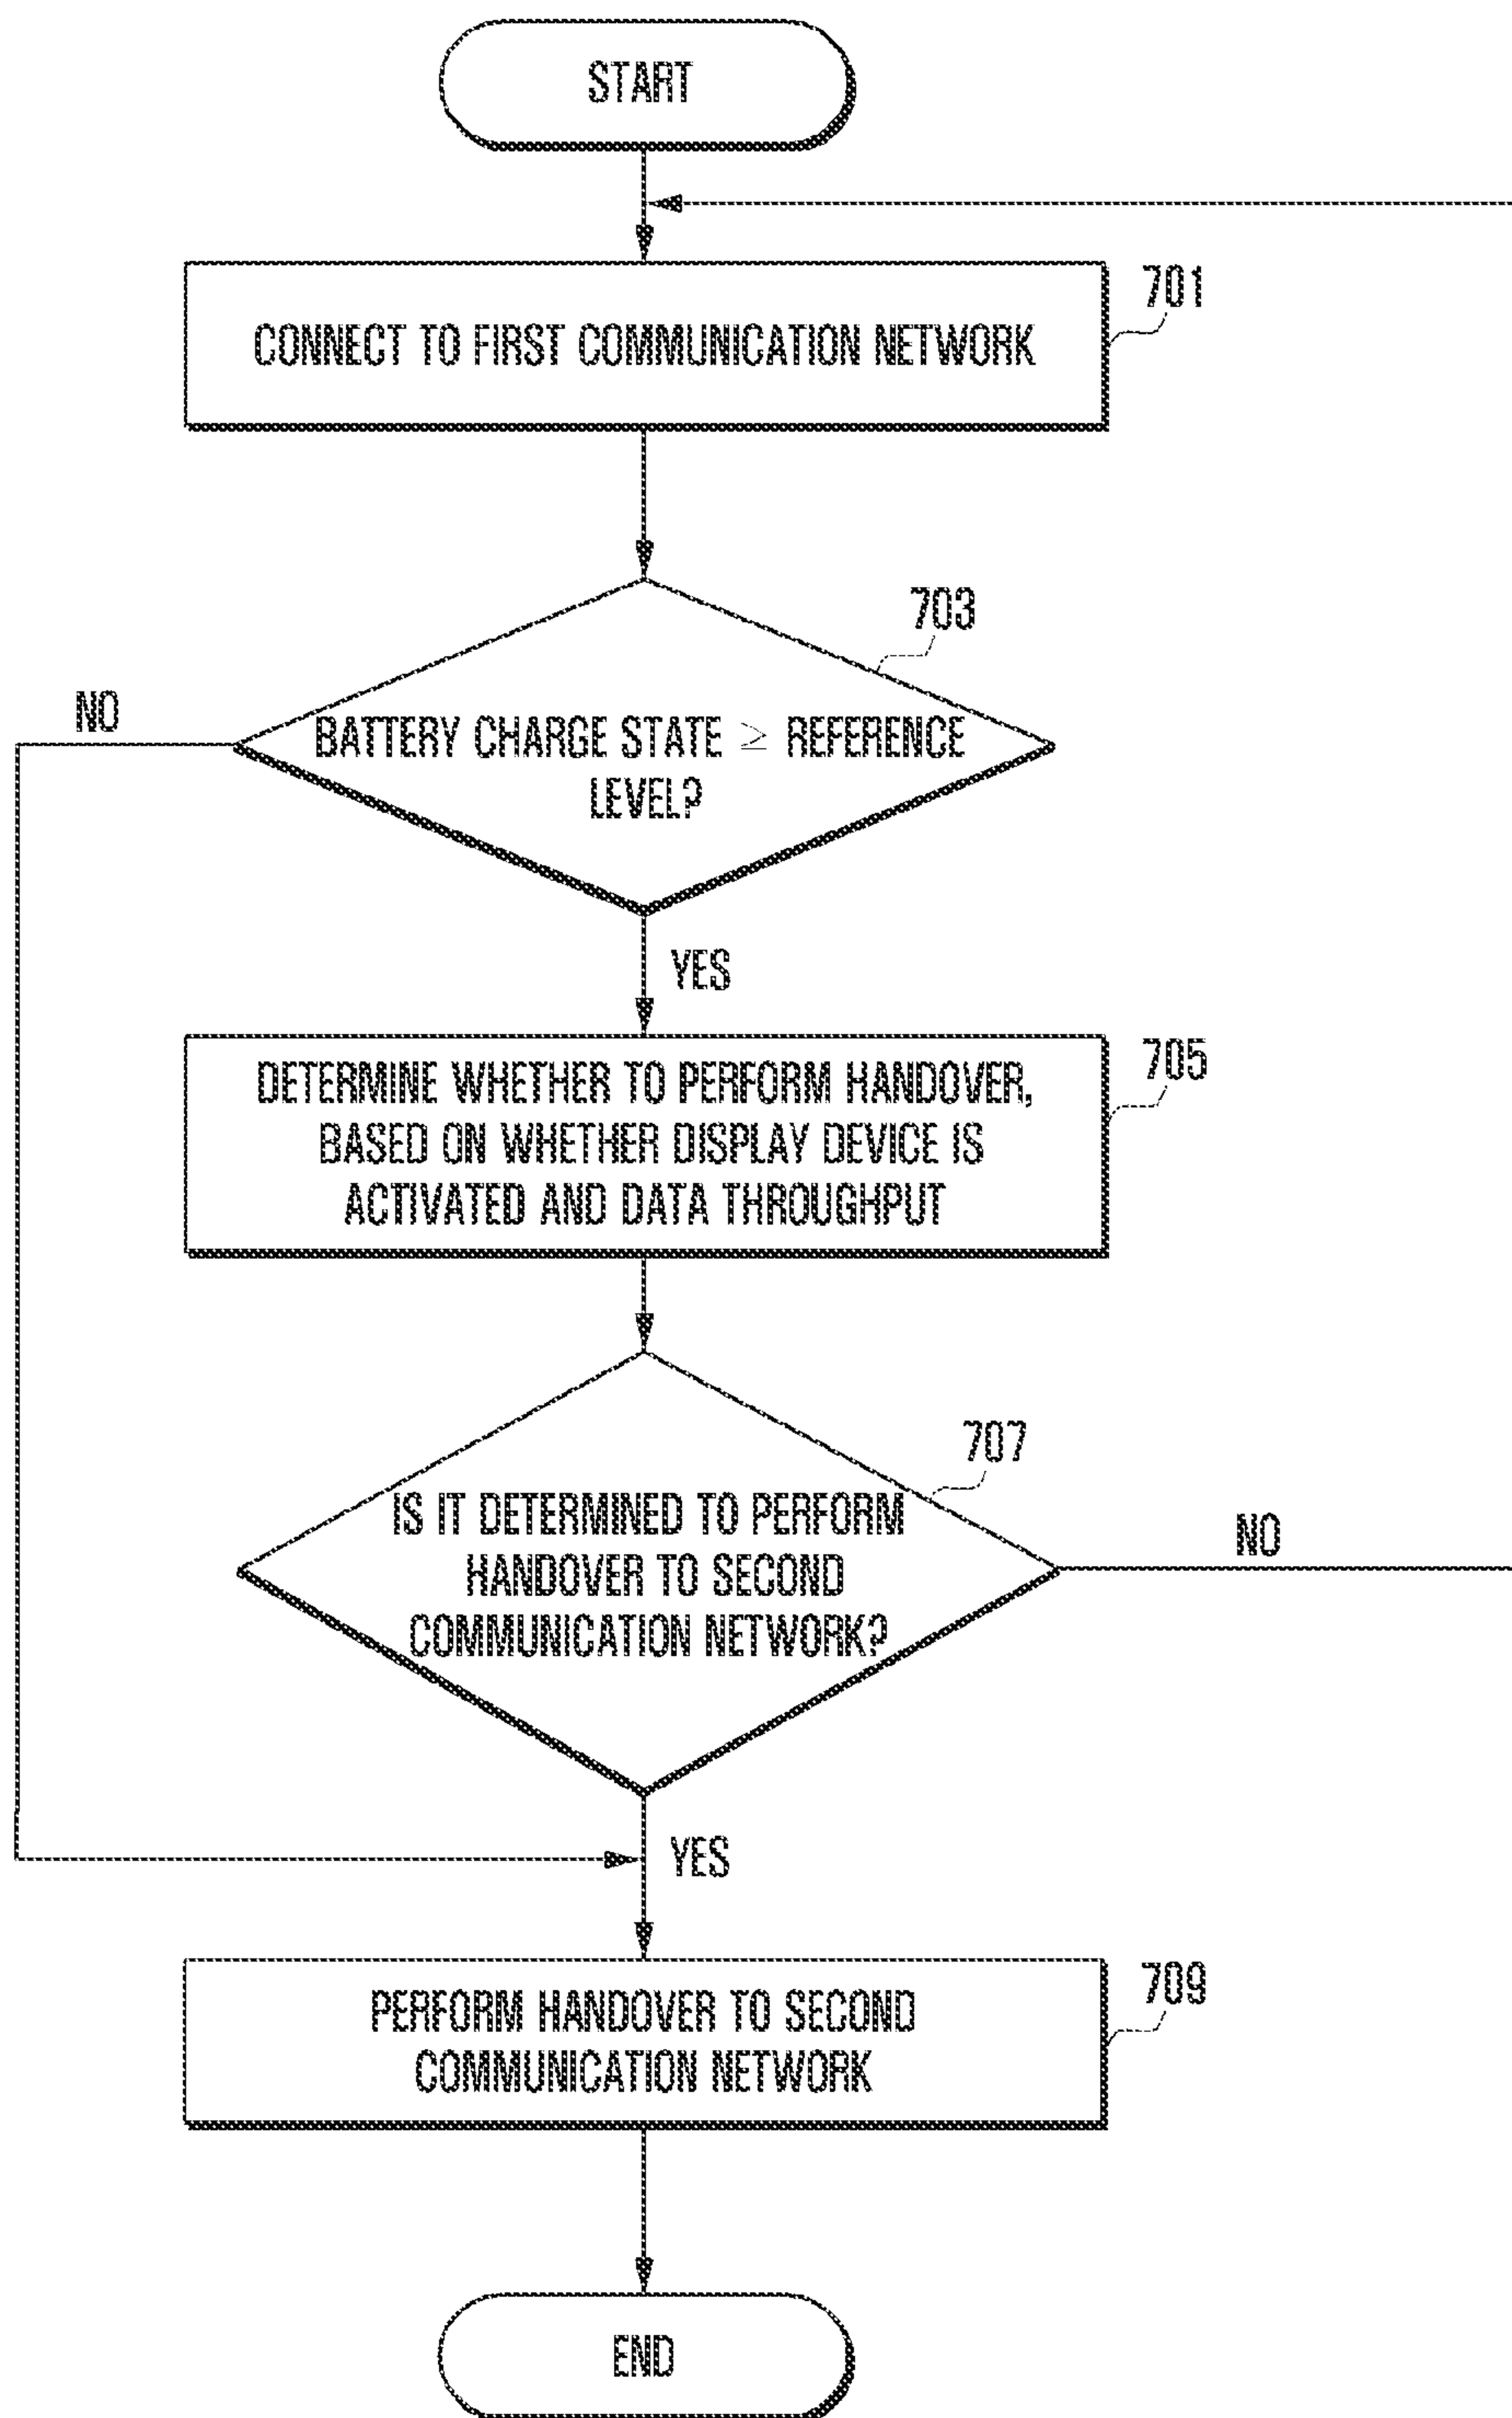 START
701
CONNECT TO FIRST COMMUNICATION NETWORK
703
NO
BATTERY CHARGE STATE ≥ REFERENCE
LEVEL?
YES
705
DETERMINE WHETHER TO PERFORM HANDOVER,
BASED ON WHETHER DISPLAY DEVICE IS
ACTIVATED AND DATA THROUGHPUT
707
IS IT DETERMINED TO PERFORM
HANDOVER TO SECOND
COMMUNICATION NETWORK?
NO
YES
709
PERFORM HANDOVER TO SECOND
COMMUNICATION NETWORK
END